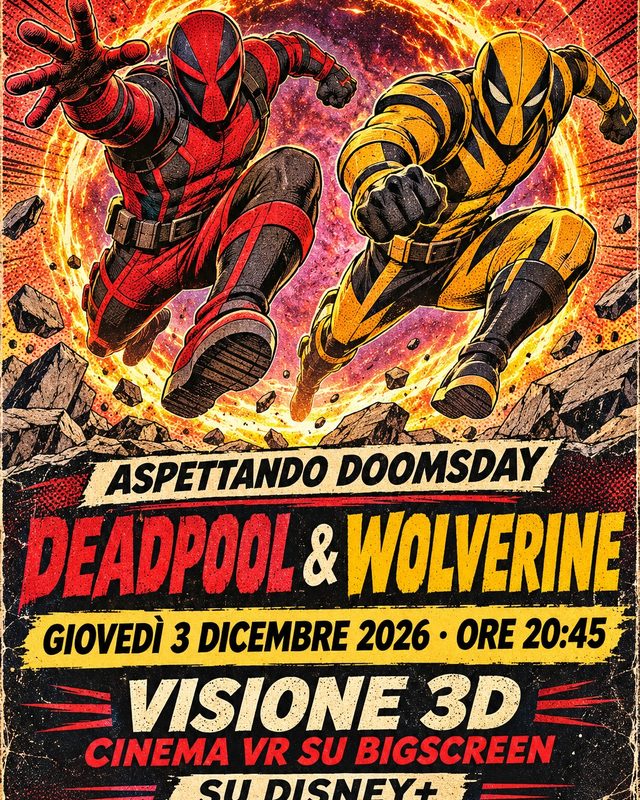 ASPETTANDO DOOMSDAY
DEADPOOL & WOLVERINE
GIOVEDÌ 3 DICEMBRE 2026 · ORE 20:45
VISIONE 3D
CINEMA VR SU BIGSCREEN
SU DISNEY+